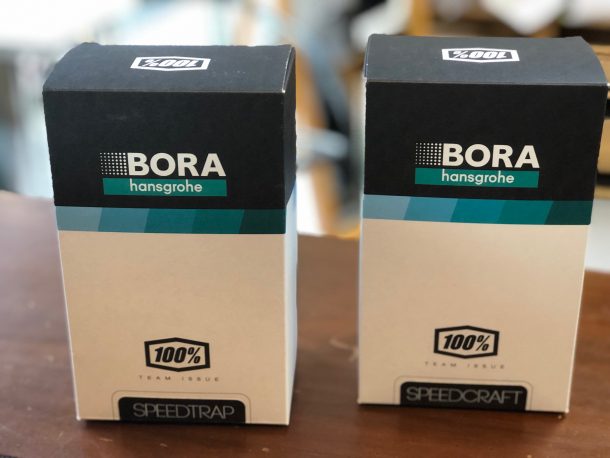 100%
BORA
hansgrohe
100%
TEAM ISSUE
SPEEDTRAP
100%
BORA
hansgrohe
100%
TEAM ISSUE
SPEEDCRAFT